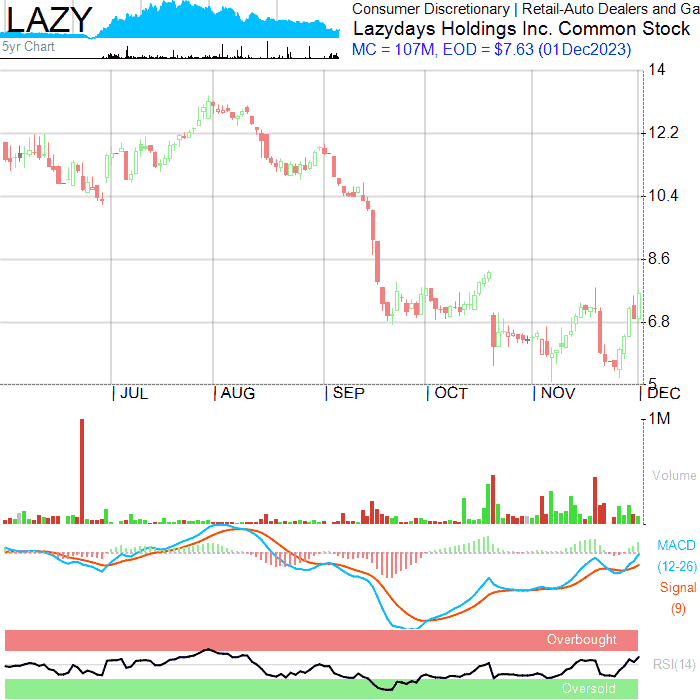 LAZY
5yr Chart
Consumer Discretionary | Retail-Auto Dealers and Ga
Lazydays Holdings Inc. Common Stock
MC = 107M, EOD = $7.63 (01Dec2023)
14
12.2
10.4
8.6
6.8
5
| JUL | AUG | SEP | OCT | NOV | DEC
1M
Volume
MACD
(12-26)
Signal
(9)
Overbought
RSI(14)
Oversold